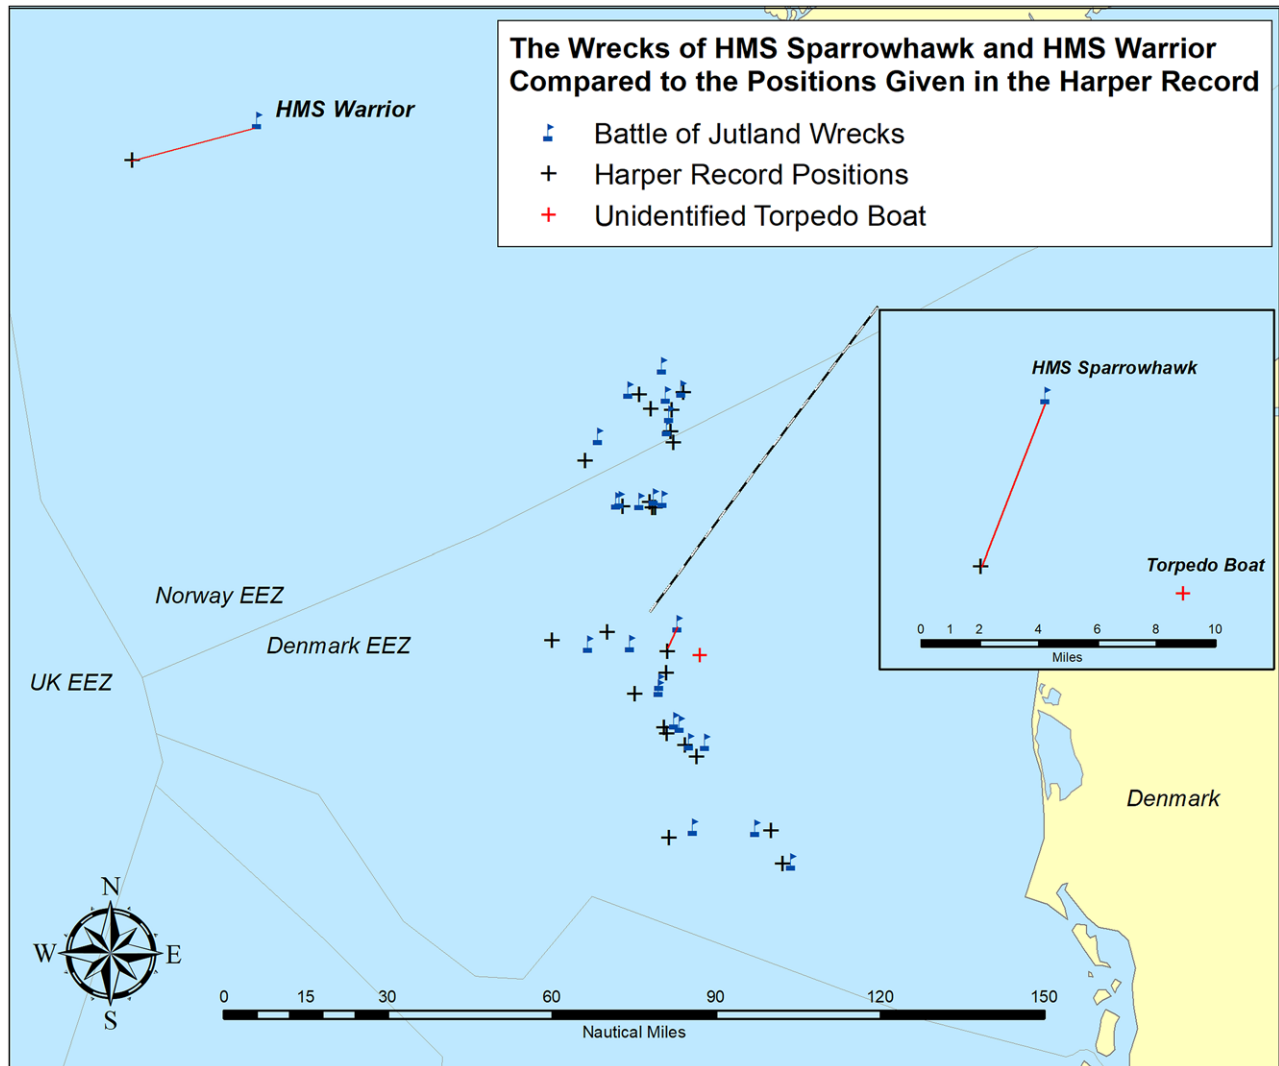 The Wrecks of HMS Sparrowhawk and HMS Warrior
Compared to the Positions Given in the Harper Record
Battle of Jutland Wrecks
Harper Record Positions
Unidentified Torpedo Boat
HMS Warrior
HMS Sparrowhawk
Torpedo Boat
0 1 2 4 6 8 10
Miles
Norway EEZ
Denmark EEZ
UK EEZ
Denmark
N
W E
S
0 15 30 60 90 120 150
Nautical Miles